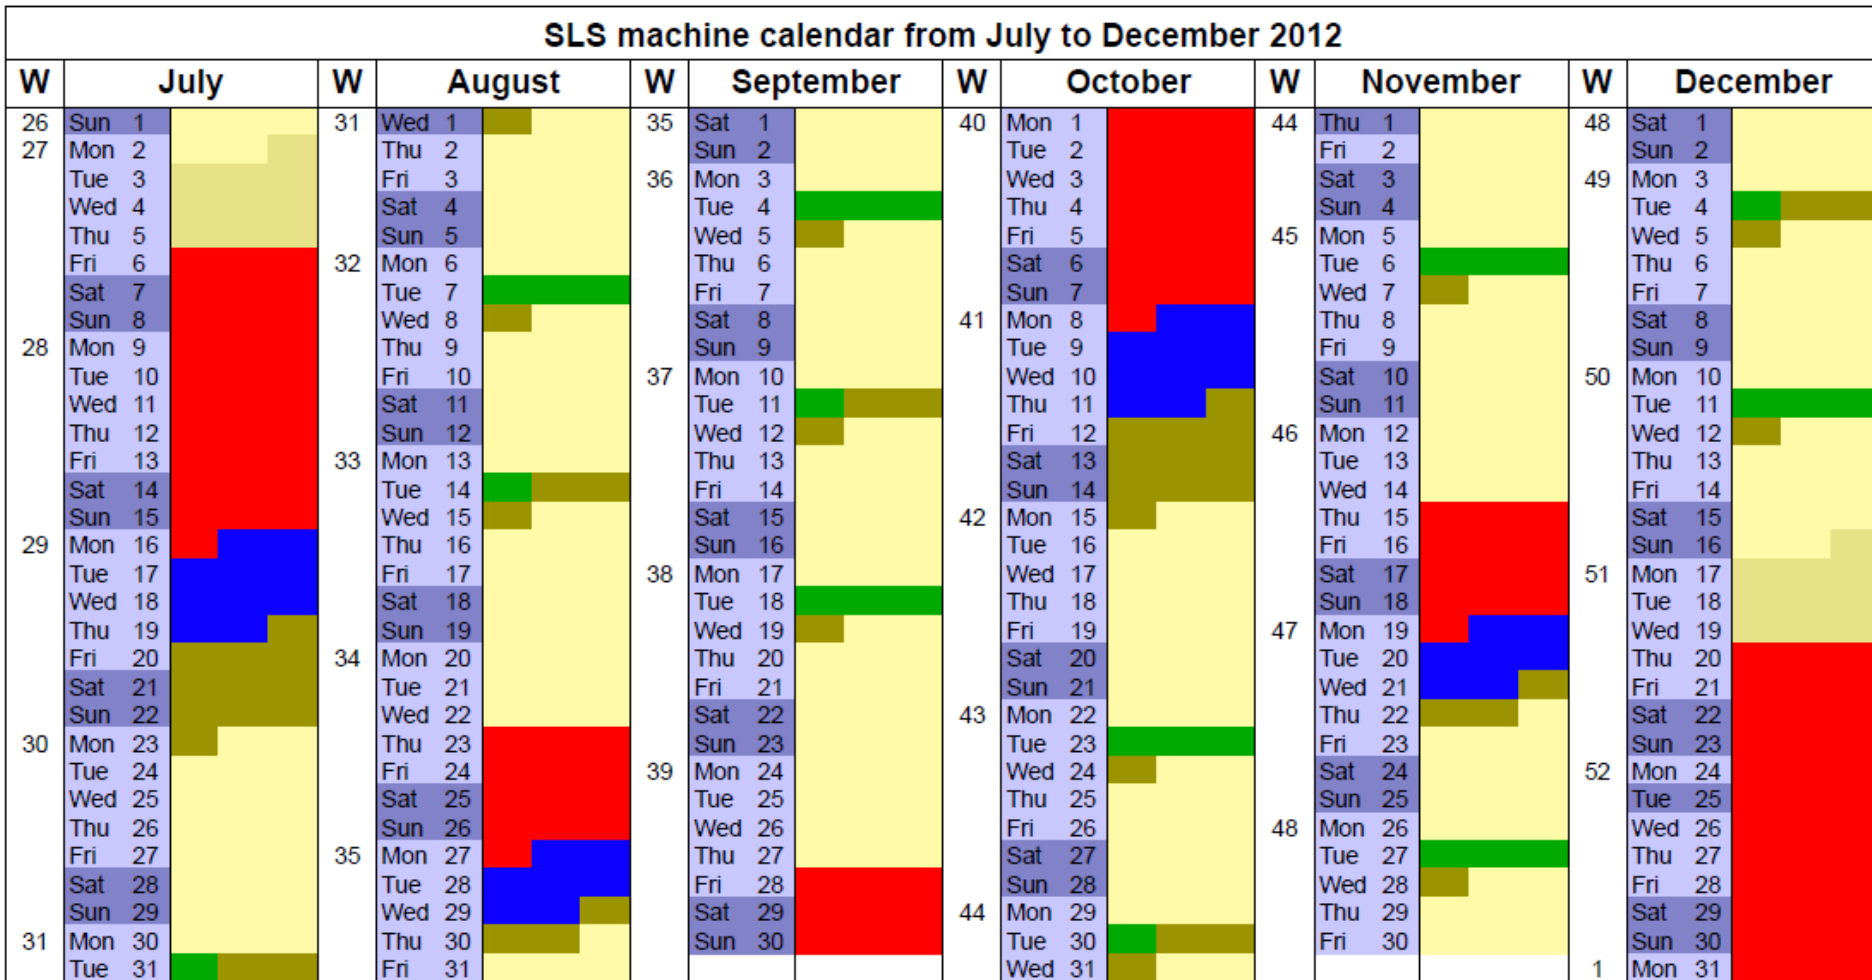 SLS machine calendar from July to December 2012
W July W August W September W October W November W December
26 Sun 1 31 Wed 1 35 Sat 1 40 Mon 1 44 Thu 1 48 Sat 1
27 Mon 2 Thu 2 Sun 2 Tue 2 Fri 2 Sun 2
Tue 3 Fri 3 36 Mon 3 Wed 3 Sat 3 49 Mon 3
Wed 4 Sat 4 Tue 4 Thu 4 Sun 4 Tue 4
Thu 5 Sun 5 Wed 5 Fri 5 45 Mon 5 Wed 5
Fri 6 32 Mon 6 Thu 6 Sat 6 Tue 6 Thu 6
Sat 7 Tue 7 Fri 7 Sun 7 Wed 7 Fri 7
Sun 8 Wed 8 Sat 8 41 Mon 8 Thu 8 Sat 8
28 Mon 9 Thu 9 Sun 9 Tue 9 Fri 9 Sun 9
Tue 10 Fri 10 37 Mon 10 Wed 10 Sat 10 50 Mon 10
Wed 11 Sat 11 Tue 11 Thu 11 Sun 11 Tue 11
Thu 12 Sun 12 Wed 12 Fri 12 46 Mon 12 Wed 12
Fri 13 33 Mon 13 Thu 13 Sat 13 Tue 13 Thu 13
Sat 14 Tue 14 Fri 14 Sun 14 Wed 14 Fri 14
Sun 15 Wed 15 Sat 15 42 Mon 15 Thu 15 Sat 15
29 Mon 16 Thu 16 Sun 16 Tue 16 Fri 16 Sun 16
Tue 17 Fri 17 38 Mon 17 Wed 17 Sat 17 51 Mon 17
Wed 18 Sat 18 Tue 18 Thu 18 Sun 18 Tue 18
Thu 19 Sun 19 Wed 19 Fri 19 47 Mon 19 Wed 19
Fri 20 34 Mon 20 Thu 20 Sat 20 Tue 20 Thu 20
Sat 21 Tue 21 Fri 21 Sun 21 Wed 21 Fri 21
Sun 22 Wed 22 Sat 22 43 Mon 22 Thu 22 Sat 22
30 Mon 23 Thu 23 Sun 23 Tue 23 Fri 23 Sun 23
Tue 24 Fri 24 39 Mon 24 Wed 24 Sat 24 52 Mon 24
Wed 25 Sat 25 Tue 25 Thu 25 Sun 25 Tue 25
Thu 26 Sun 26 Wed 26 Fri 26 48 Mon 26 Wed 26
Fri 27 35 Mon 27 Thu 27 Sat 27 Tue 27 Thu 27
Sat 28 Tue 28 Fri 28 Sun 28 Wed 28 Fri 28
Sun 29 Wed 29 Sat 29 44 Mon 29 Thu 29 Sat 29
31 Mon 30 Thu 30 Sun 30 Tue 30 Fri 30 Sun 30
Tue 31 Fri 31 Wed 31 1 Mon 31